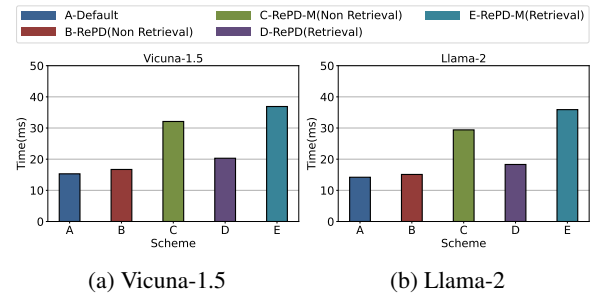 A-Default C-RePD-M(Non Retrieval) E-RePD-M(Retrieval)
B-RePD(Non Retrieval) D-RePD(Retrieval)
Vicuna-1.5
50
40
30
20
10
0
Time(ms)
A B C D E
Scheme
Llama-2
50
40
30
20
10
0
Time(ms)
A B C D E
Scheme
(a) Vicuna-1.5
(b) Llama-2